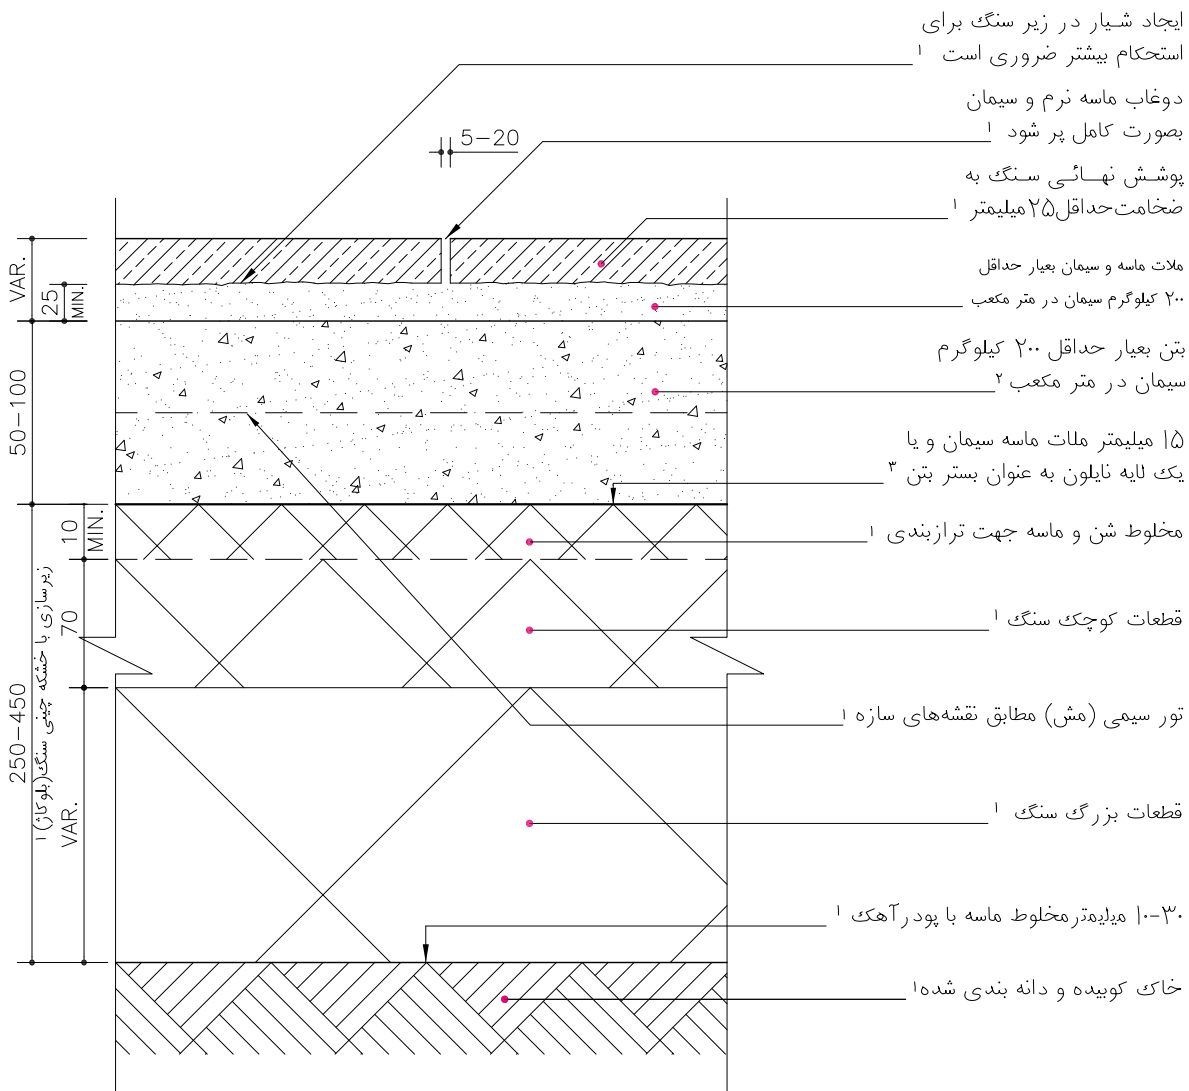 ایجاد شیار در زیر سنگ برای
استحکام بیشتر ضروری است ۱
دوغاب ماسه نرم و سیمان
بصورت کامل پر شود ۱
5-20
پوشش نهائی سنگ به
ضخامت حداقل ۲۵ میلیمتر ۱
ملات ماسه و سیمان بعیار حداقل
۲۰۰ کیلوگرم سیمان در متر مکعب
بتن بعیار حداقل ۲۰۰ کیلوگرم
سیمان در متر مکعب ۲
۱۵ میلیمتر ملات ماسه سیمان و یا
یک لایه نایلون به عنوان بستر بتن ۳
مخلوط شن و ماسه جهت ترازبندی ۱
قطعات کوچک سنگ ۱
تور سیمی (مش) مطابق نقشه‌های سازه ۱
قطعات بزرگ سنگ ۱
۱۰-۳۰ میلیمتر مخلوط ماسه با پودر آهک ۱
خاک کوبیده و دانه بندی شده ۱
VAR.
25
MIN.
50-100
10
MIN.
70
250-450
زیرسازی با خشکه چینی سنگ (بلوکاژ) ۱
VAR.